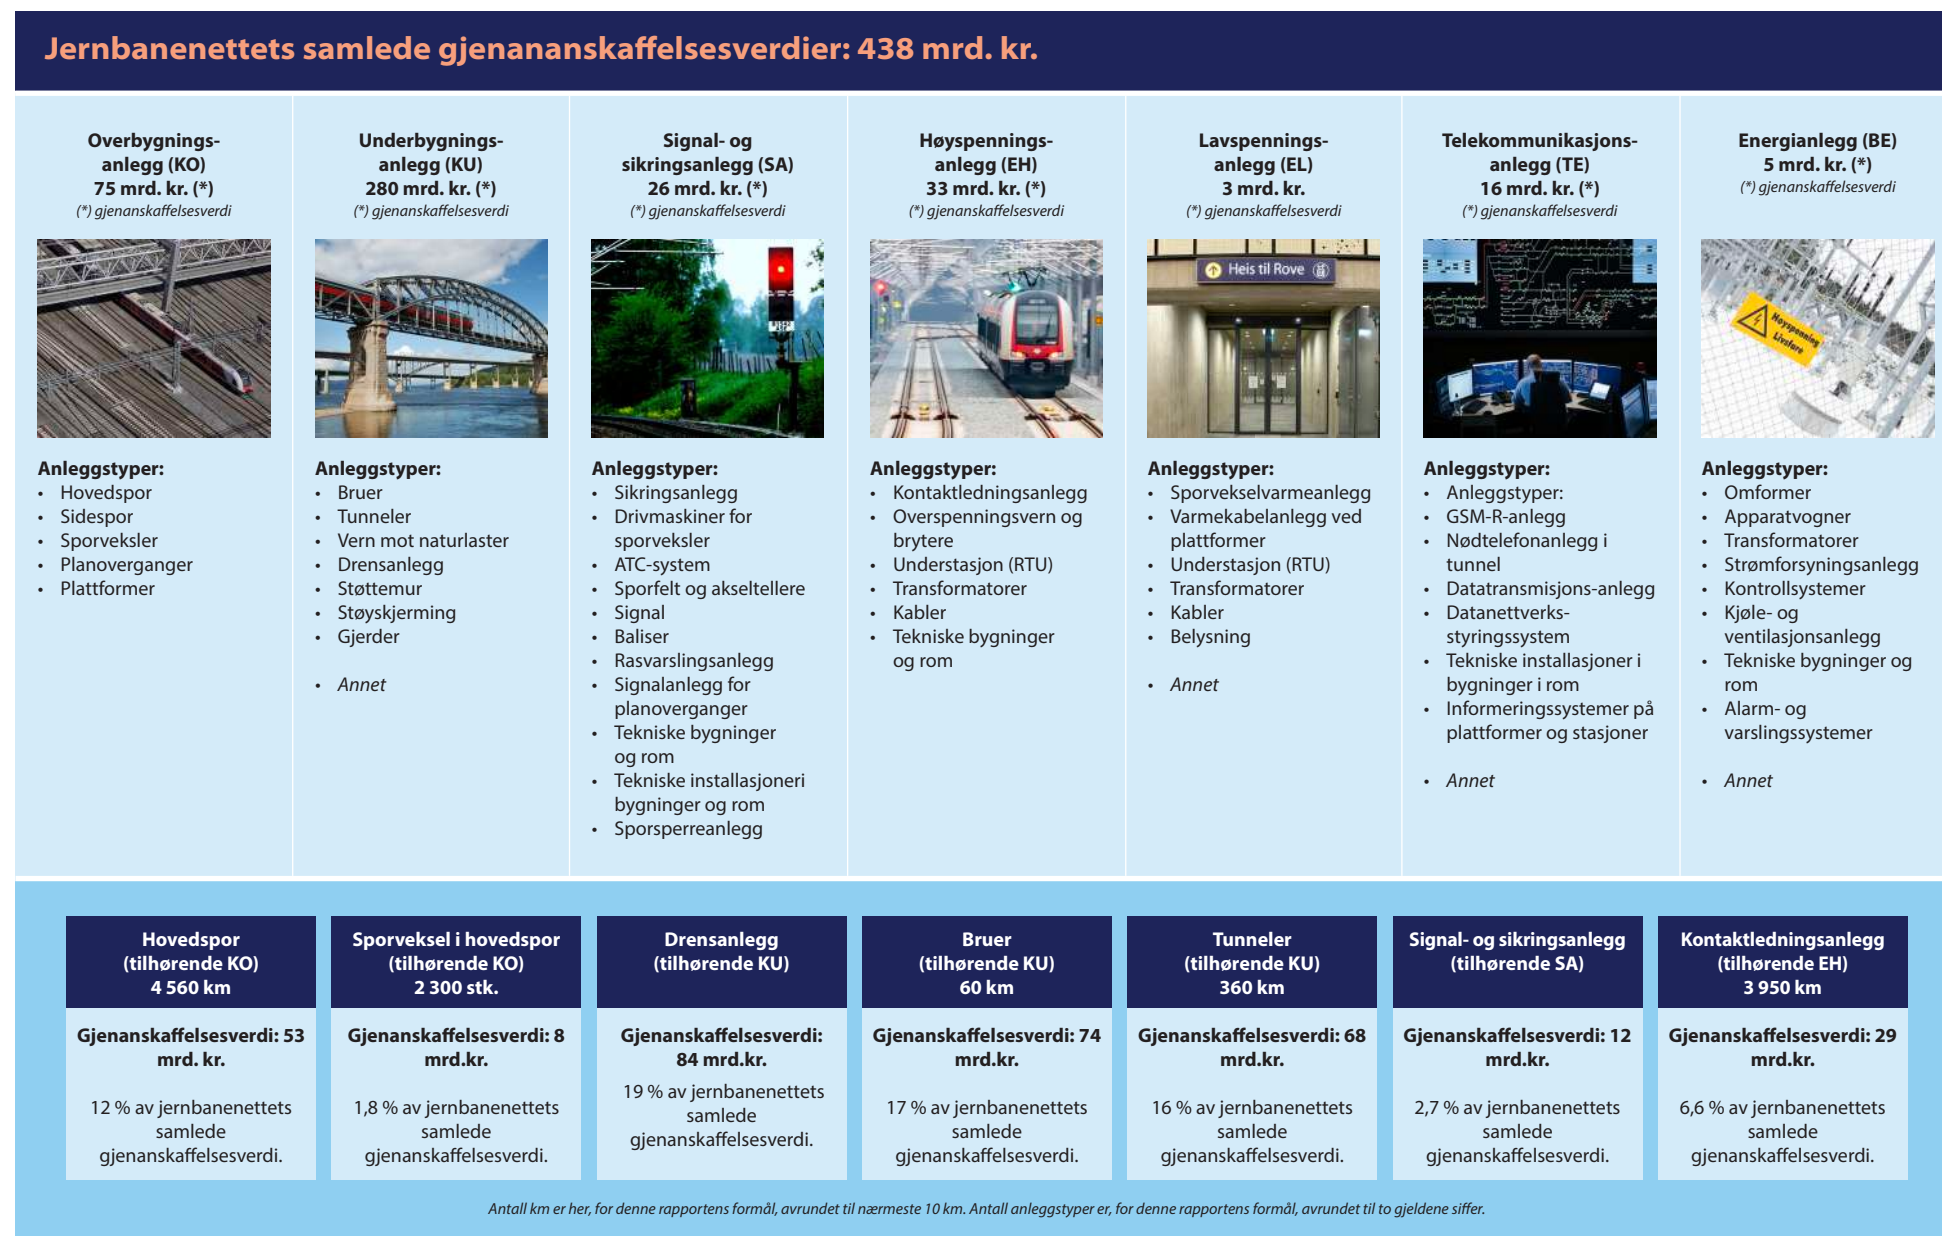 Jernbanenettets samlede gjenananskaffelsesverdier: 438 mrd. kr.
Overbygnings-
anlegg (KO)
75 mrd. kr. (*)
(*) gjenanskaffelsesverdi
Anleggstyper:
• Hovedspor
• Sidespor
• Sporveksler
• Planoverganger
• Plattformer
Underbygnings-
anlegg (KU)
280 mrd. kr. (*)
(*) gjenanskaffelsesverdi
Anleggstyper:
• Bruer
• Tunneler
• Vern mot naturlaster
• Drensanlegg
• Støttemur
• Støyskjerming
• Gjerder
• Annet
Signal- og
sikringsanlegg (SA)
26 mrd. kr. (*)
(*) gjenanskaffelsesverdi
Anleggstyper:
• Sikringsanlegg
• Drivmaskiner for
sporveksler
• ATC-system
• Sporfelt og akseltellere
• Signal
• Baliser
• Rasvarslingsanlegg
• Signalanlegg for
planoverganger
• Tekniske bygninger
og rom
• Tekniske installasjoneri
bygninger og rom
• Sporsperreanlegg
Høyspennings-
anlegg (EH)
33 mrd. kr. (*)
(*) gjenanskaffelsesverdi
Anleggstyper:
• Kontaktledningsanlegg
• Overspenningsvern og
brytere
• Understasjon (RTU)
• Transformatorer
• Kabler
• Tekniske bygninger
og rom
Lavspennings-
anlegg (EL)
3 mrd. kr.
(*) gjenanskaffelsesverdi
Heis til Rove
Anleggstyper:
• Sporvekselvarmeanlegg
• Varmekabelanlegg ved
plattformer
• Understasjon (RTU)
• Transformatorer
• Kabler
• Belysning
• Annet
Telekommunikasjons-
anlegg (TE)
16 mrd. kr. (*)
(*) gjenanskaffelsesverdi
Anleggstyper:
• Anleggstyper:
• GSM-R-anlegg
• Nødtelefonanlegg i
tunnel
• Datatransmisjons-anlegg
• Datanettverks-
styringssystem
• Tekniske installasjoner i
bygninger i rom
• Informeringssystemer på
plattformer og stasjoner
• Annet
Energianlegg (BE)
5 mrd. kr. (*)
(*) gjenanskaffelsesverdi
Høyspenning
Livsfare
Anleggstyper:
• Omformer
• Apparatvogner
• Transformatorer
• Strømforsyningsanlegg
• Kontrollsystemer
• Kjøle- og
ventilasjonsanlegg
• Tekniske bygninger og
rom
• Alarm- og
varslingssystemer
• Annet
Hovedspor
(tilhørende KO)
4 560 km
Gjenanskaffelsesverdi: 53
mrd. kr.
12 % av jernbanenettets
samlede
gjenanskaffelsesverdi.
Sporveksel i hovedspor
(tilhørende KO)
2 300 stk.
Gjenanskaffelsesverdi: 8
mrd.kr.
1,8 % av jernbanenettets
samlede
gjenanskaffelsesverdi.
Drensanlegg
(tilhørende KU)
Gjenanskaffelsesverdi:
84 mrd.kr.
19 % av jernbanenettets
samlede
gjenanskaffelsesverdi.
Bruer
(tilhørende KU)
60 km
Gjenanskaffelsesverdi: 74
mrd.kr.
17 % av jernbanenettets
samlede
gjenanskaffelsesverdi.
Tunneler
(tilhørende KU)
360 km
Gjenanskaffelsesverdi: 68
mrd.kr.
16 % av jernbanenettets
samlede
gjenanskaffelsesverdi.
Signal- og sikringsanlegg
(tilhørende SA)
Gjenanskaffelsesverdi: 12
mrd.kr.
2,7 % av jernbanenettets
samlede
gjenanskaffelsesverdi.
Kontaktledningsanlegg
(tilhørende EH)
3 950 km
Gjenanskaffelsesverdi: 29
mrd.kr.
6,6 % av jernbanenettets
samlede
gjenanskaffelsesverdi.
Antall km er her, for denne rapportens formål, avrundet til nærmeste 10 km. Antall anleggstyper er, for denne rapportens formål, avrundet til to gjeldene siffer.